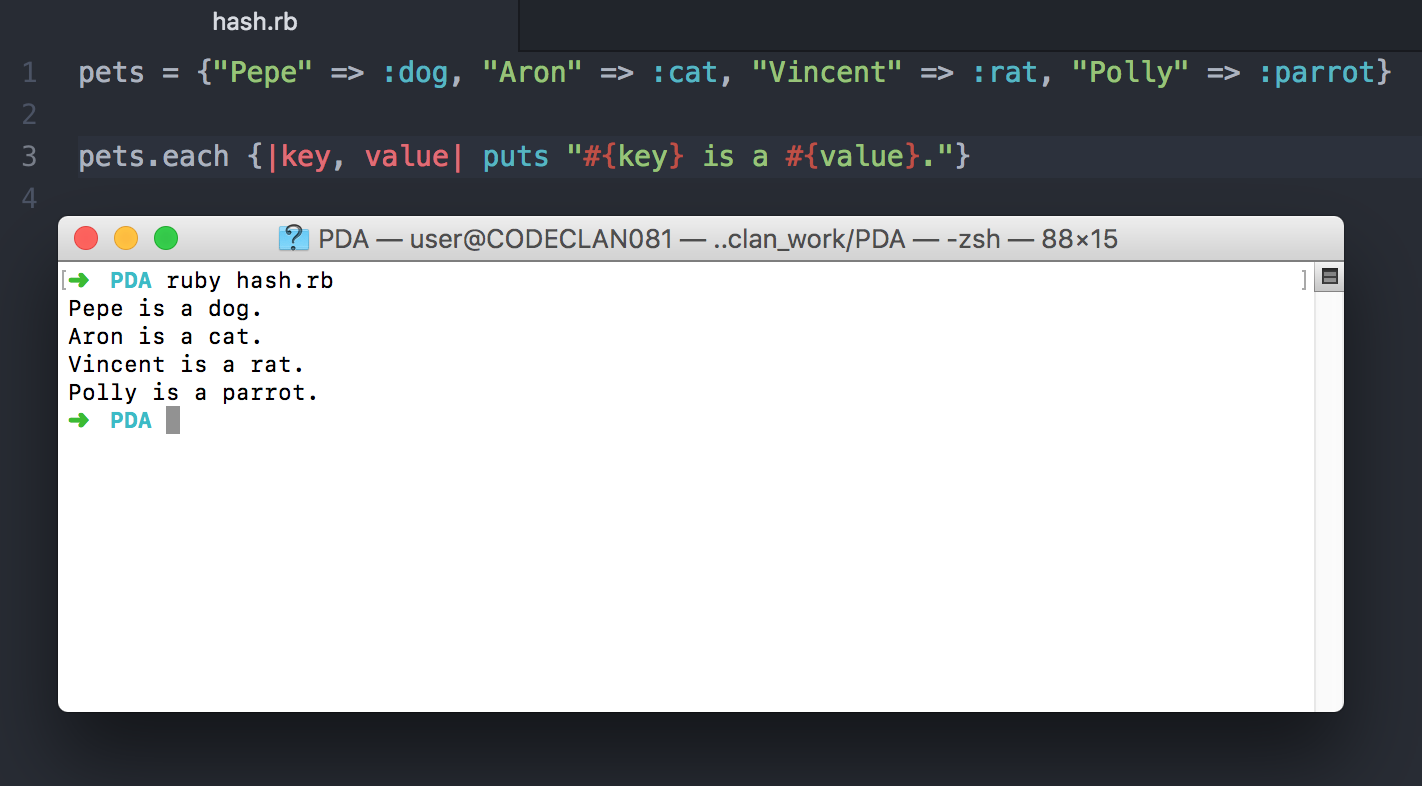 hash.rb
1 pets = {"Pepe" => :dog, "Aron" => :cat, "Vincent" => :rat, "Polly" => :parrot}
2
3 pets.each {|key, value| puts "#{key} is a #{value}."}
4
PDA — user@CODECLAN081 — ..clan_work/PDA — -zsh — 88×15
[➜ PDA ruby hash.rb ]
Pepe is a dog.
Aron is a cat.
Vincent is a rat.
Polly is a parrot.
➜ PDA